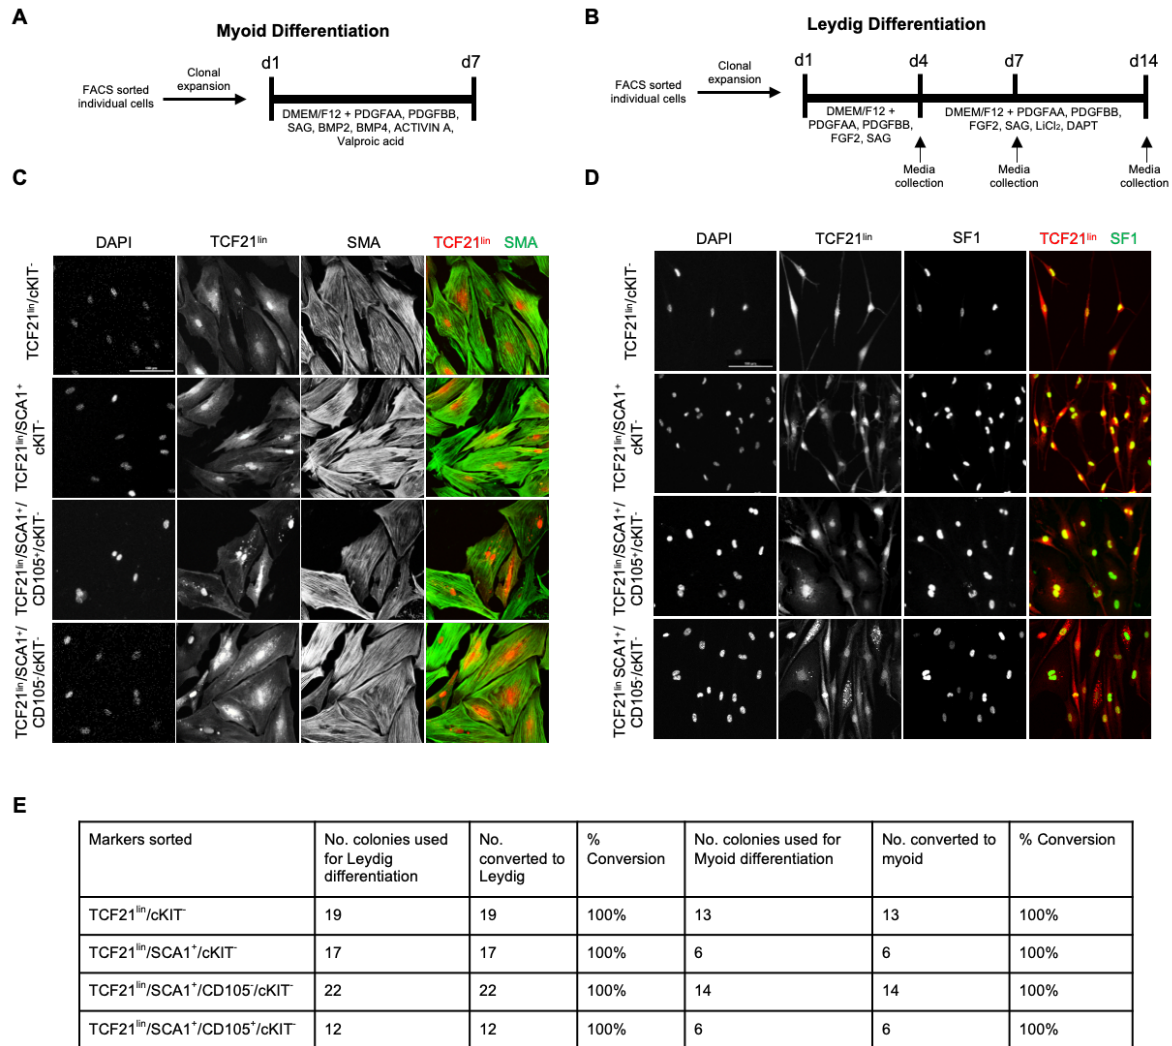 A
Myoid Differentiation
d1
d7
FACS sorted
individual cells
Clonal
expansion
DMEM/F12 + PDGFAA, PDGFBB,
SAG, BMP2, BMP4, ACTIVIN A,
Valproic acid
B
Leydig Differentiation
d1
d4
d7
d14
FACS sorted
individual cells
Clonal
expansion
DMEM/F12 +
PDGFAA, PDGFBB,
FGF2, SAG
DMEM/F12 + PDGFAA, PDGFBB,
FGF2, SAG, LiCl₂, DAPT
Media
collection
Media
collection
Media
collection
C
DAPI
TCF21ˡⁱⁿ
SMA
TCF21ˡⁱⁿ SMA
TCF21ˡⁱⁿ/cKIT⁻
TCF21ˡⁱⁿ/SCA1⁺
cKIT⁻
TCF21ˡⁱⁿ/SCA1⁺/
CD105⁺/cKIT⁻
TCF21ˡⁱⁿ/SCA1⁺/
CD105⁻/cKIT⁻
D
DAPI
TCF21ˡⁱⁿ
SF1
TCF21ˡⁱⁿ SF1
TCF21ˡⁱⁿ/cKIT⁻
TCF21ˡⁱⁿ/SCA1⁺
cKIT⁻
TCF21ˡⁱⁿ/SCA1⁺/
CD105⁺/cKIT⁻
TCF21ˡⁱⁿ SCA1⁺/
CD105⁻/cKIT⁻
E
Markers sorted
No. colonies used
for Leydig
differentiation
No.
converted to
Leydig
%
Conversion
No. colonies used for
Myoid differentiation
No. converted to
myoid
% Conversion
TCF21ˡⁱⁿ/cKIT⁻ 19 19 100% 13 13 100%
TCF21ˡⁱⁿ/SCA1⁺/cKIT⁻ 17 17 100% 6 6 100%
TCF21ˡⁱⁿ/SCA1⁺/CD105⁻/cKIT⁻ 22 22 100% 14 14 100%
TCF21ˡⁱⁿ/SCA1⁺/CD105⁺/cKIT⁻ 12 12 100% 6 6 100%